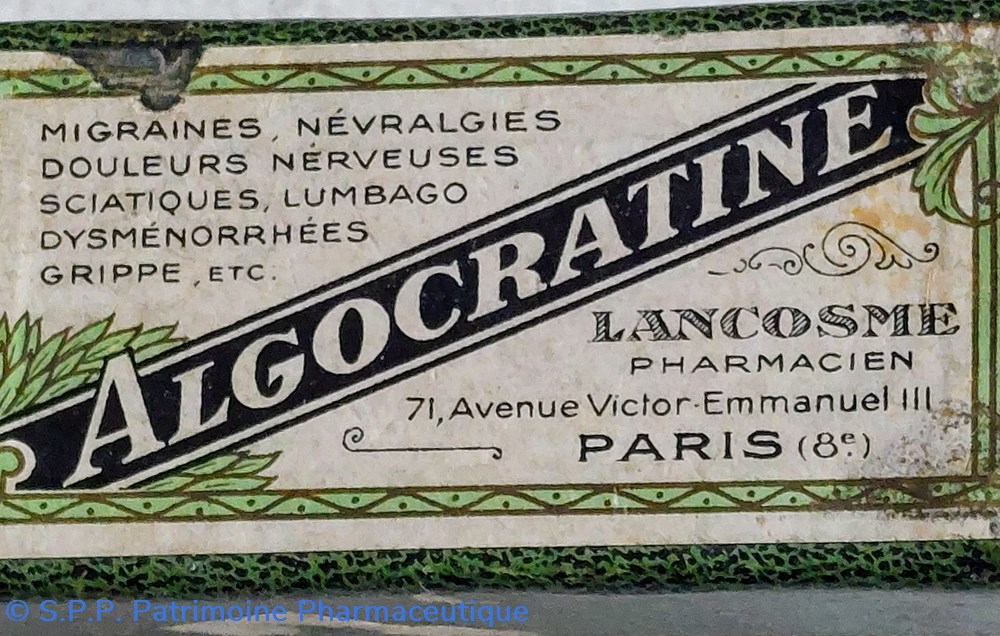 MIGRAINES, NÉVRALGIES
DOULEURS NERVEUSES
SCIATIQUES, LUMBAGO
DYSMÉNORRHÉES
GRIPPE, ETC.
ALGOCRATINE
LANCOSME
PHARMACIEN
71, Avenue Victor-Emmanuel III
PARIS (8e)
© S.P.P. Patrimoine Pharmaceutique